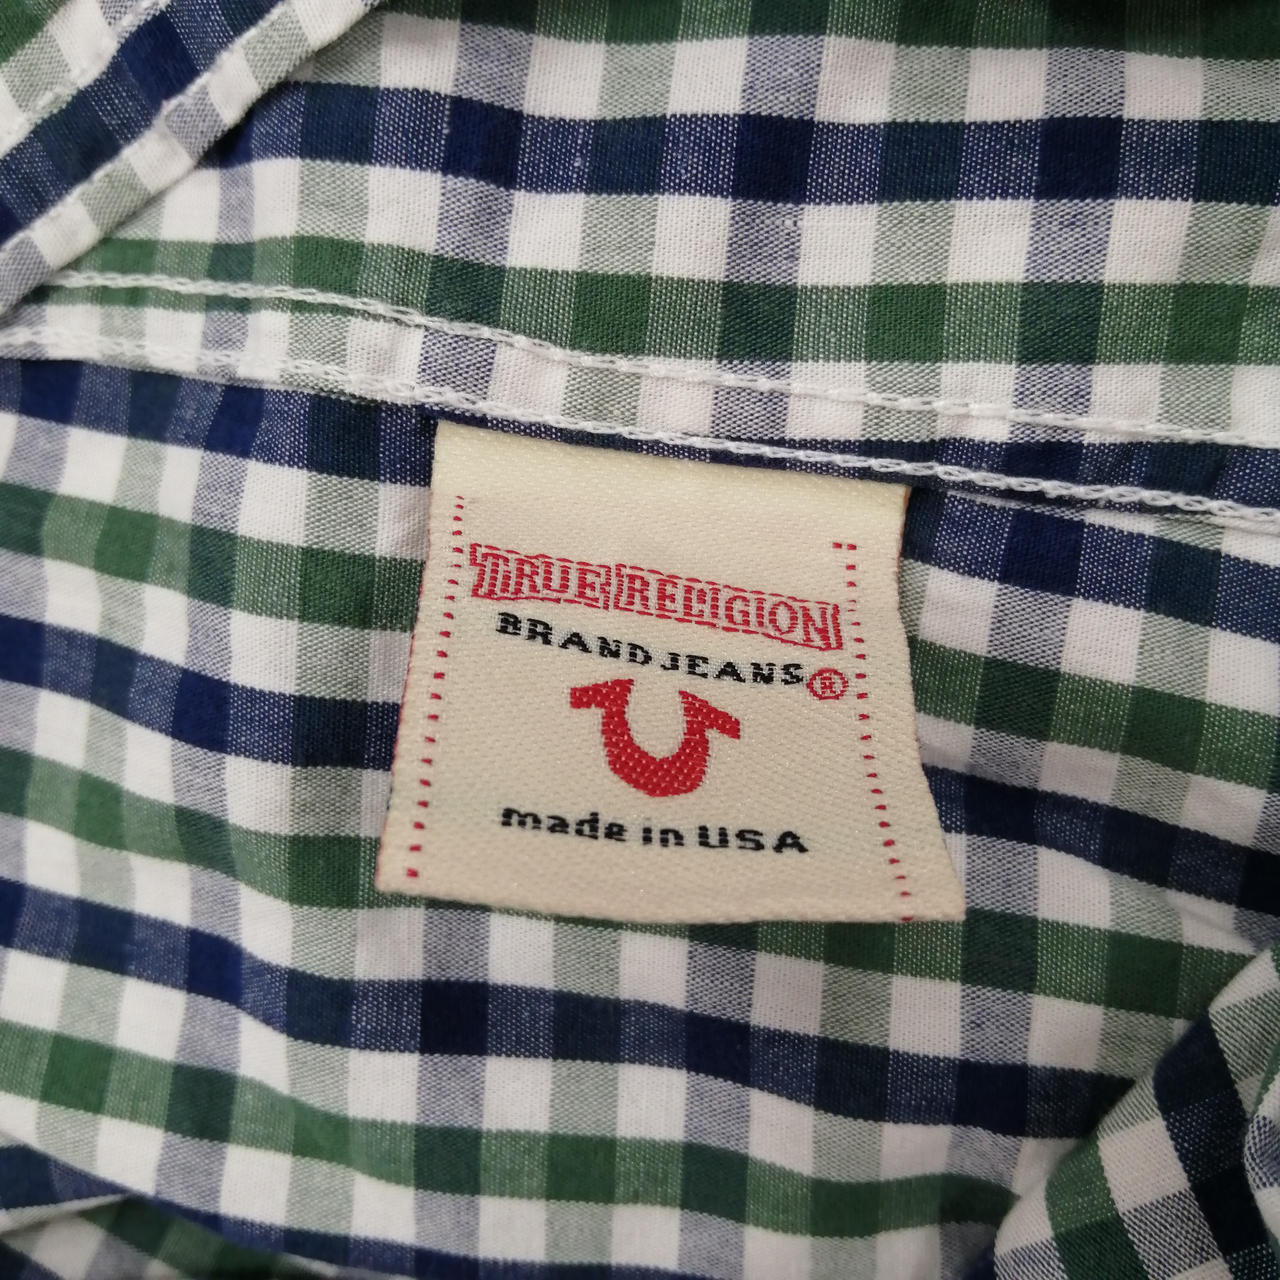 TRUE RELIGION
BRAND JEANS ®
made in USA